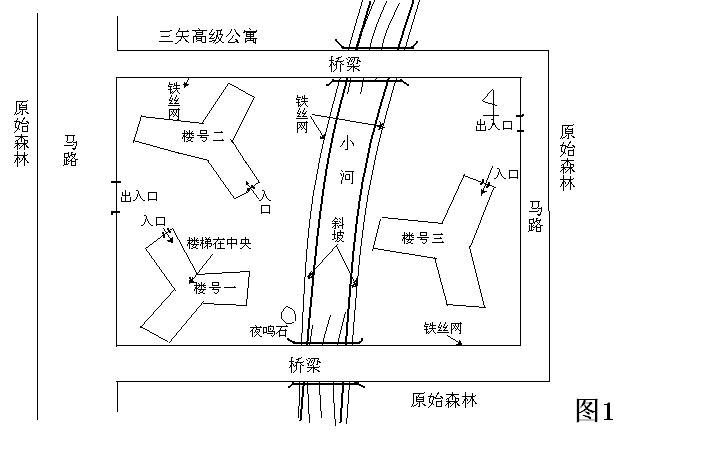 三矢高级公寓
桥梁
铁丝网
铁丝网
原始森林
马路
楼号二
小河
出入口
原始森林
入口
马路
出入口
入口
入口
楼梯在中央
斜坡
楼号三
楼号一
夜鸣石
铁丝网
桥梁
原始森林
图1